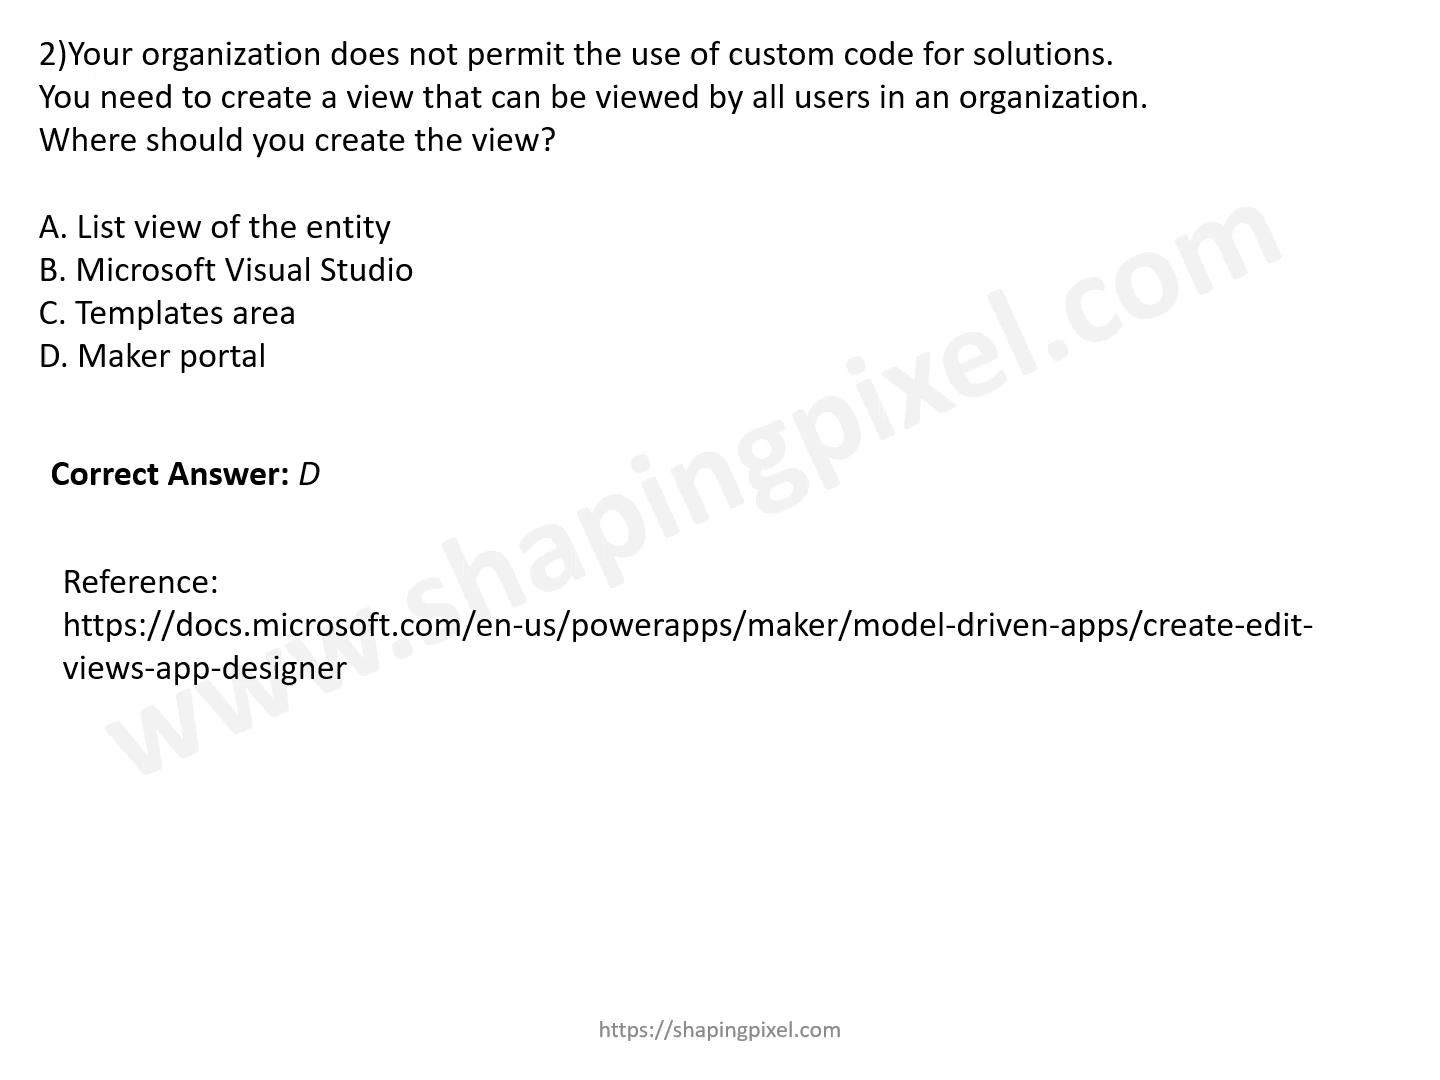 2)Your organization does not permit the use of custom code for solutions.
You need to create a view that can be viewed by all users in an organization.
Where should you create the view?
A. List view of the entity
B. Microsoft Visual Studio
C. Templates area
D. Maker portal
Correct Answer: D
Reference:
https://docs.microsoft.com/en-us/powerapps/maker/model-driven-apps/create-edit-
views-app-designer
www.shapingpixel.com
https://shapingpixel.com